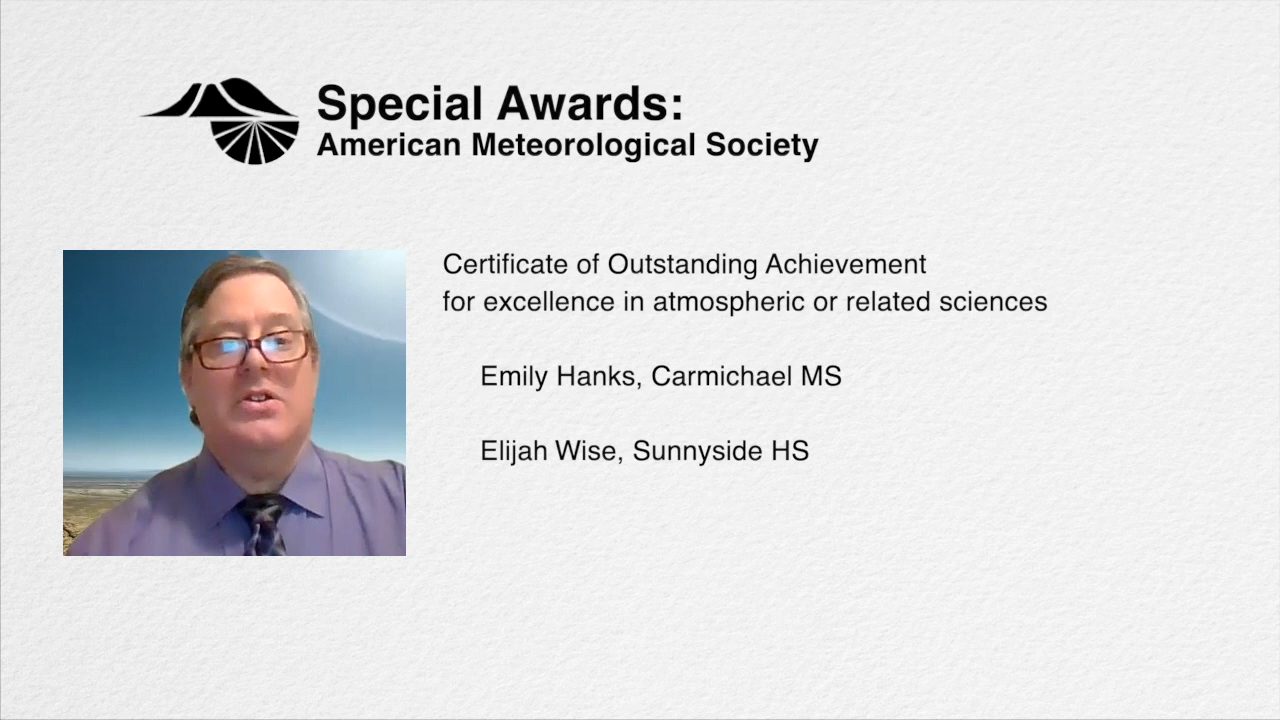 Special Awards:
American Meteorological Society
Certificate of Outstanding Achievement
for excellence in atmospheric or related sciences
Emily Hanks, Carmichael MS
Elijah Wise, Sunnyside HS